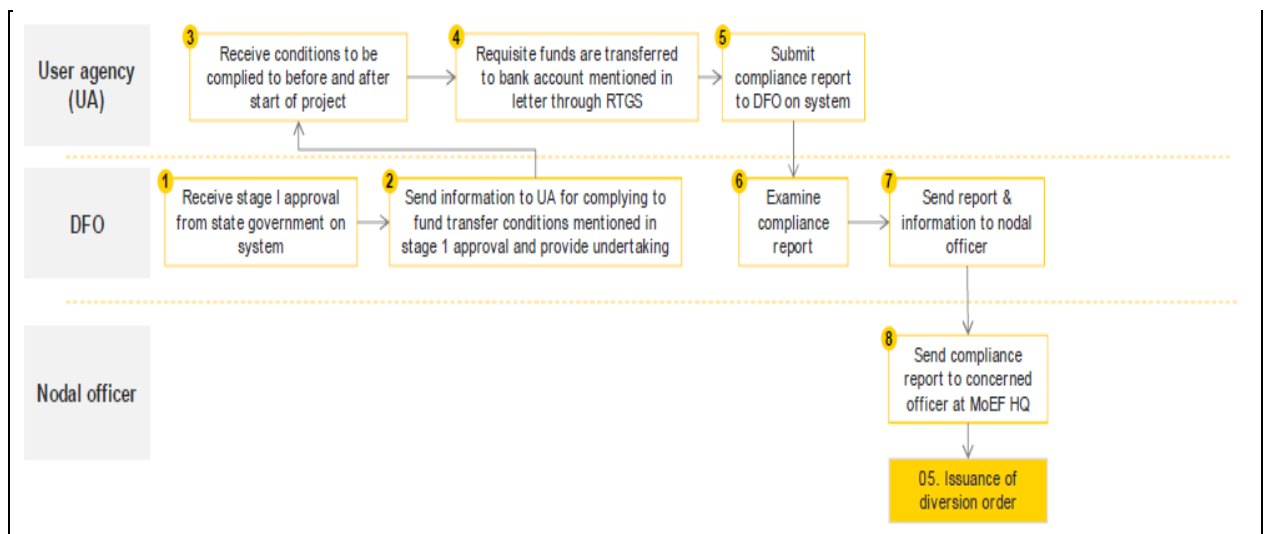 User agency
(UA)
3
Receive conditions to be
complied to before and after
start of project
4
Requisite funds are transferred
to bank account mentioned in
letter through RTGS
5
Submit
compliance report
to DFO on system
DFO
1
Receive stage I approval
from state government on
system
2
Send information to UA for complying to
fund transfer conditions mentioned in
stage 1 approval and provide undertaking
6
Examine
compliance
report
7
Send report &
information to nodal
officer
Nodal officer
8
Send compliance
report to concerned
officer at MoEF HQ
05. Issuance of
diversion order